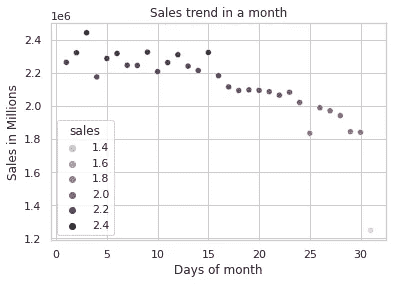 Sales trend in a month
1e6
2.4
2.2
2.0
1.8
1.6
1.4
1.2
Sales in Millions
sales
1.4
1.6
1.8
2.0
2.2
2.4
0 5 10 15 20 25 30
Days of month